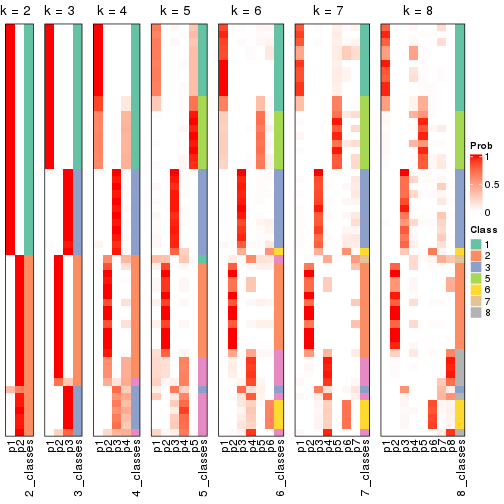 k = 2 k = 3 k = 4 k = 5 k = 6 k = 7 k = 8
Prob
1
0.5
0
Class
1
2
3
5
6
7
8
p1 p2 2_classes
p1 p2 p3 3_classes
p1 p2 p3 p4 4_classes
p1 p2 p3 p4 p5 5_classes
p1 p2 p3 p4 p5 p6 6_classes
p1 p2 p3 p4 p5 p6 p7 7_classes
p1 p2 p3 p4 p5 p6 p7 p8 8_classes